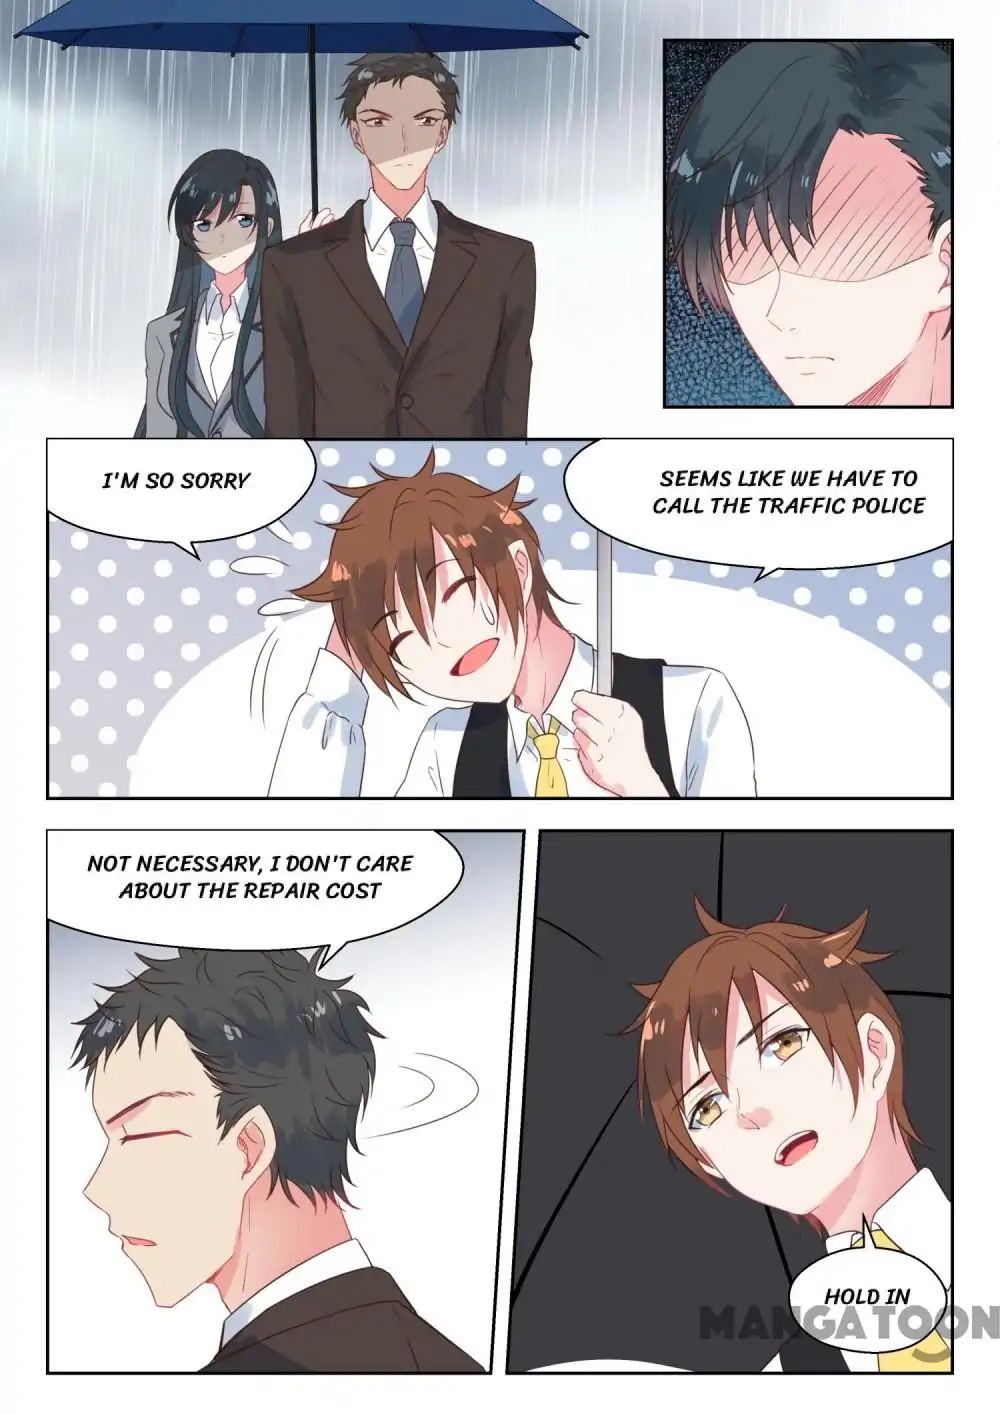 I'M SO SORRY
SEEMS LIKE WE HAVE TO
CALL THE TRAFFIC POLICE
NOT NECESSARY, I DON'T CARE
ABOUT THE REPAIR COST
HOLD IN
MANGATOON